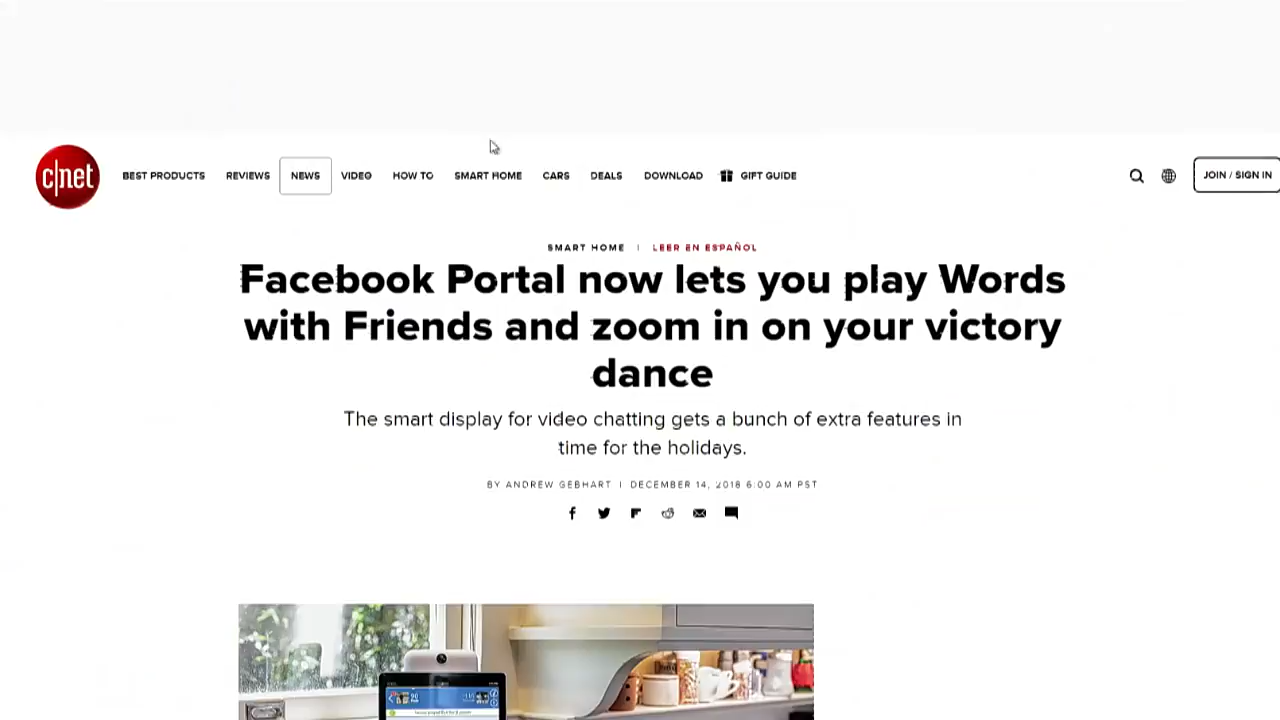 c|net
BEST PRODUCTS REVIEWS NEWS VIDEO HOW TO SMART HOME CARS DEALS DOWNLOAD GIFT GUIDE JOIN / SIGN IN
SMART HOME | LEER EN ESPAÑOL
Facebook Portal now lets you play Words
with Friends and zoom in on your victory
dance
The smart display for video chatting gets a bunch of extra features in
time for the holidays.
BY ANDREW GEBHART | DECEMBER 14, 2018 6:00 AM PST